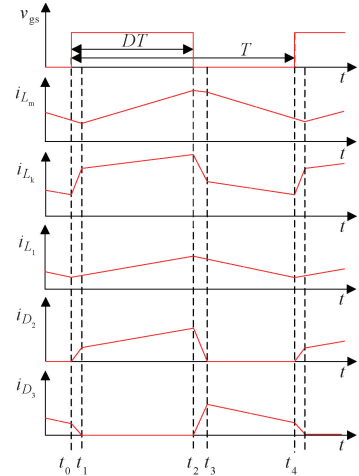 v_gs
DT
T
t
i_Lm
t
i_Lk
t
i_L1
t
i_D2
t
i_D3
t
t_0 t_1 t_2 t_3 t_4